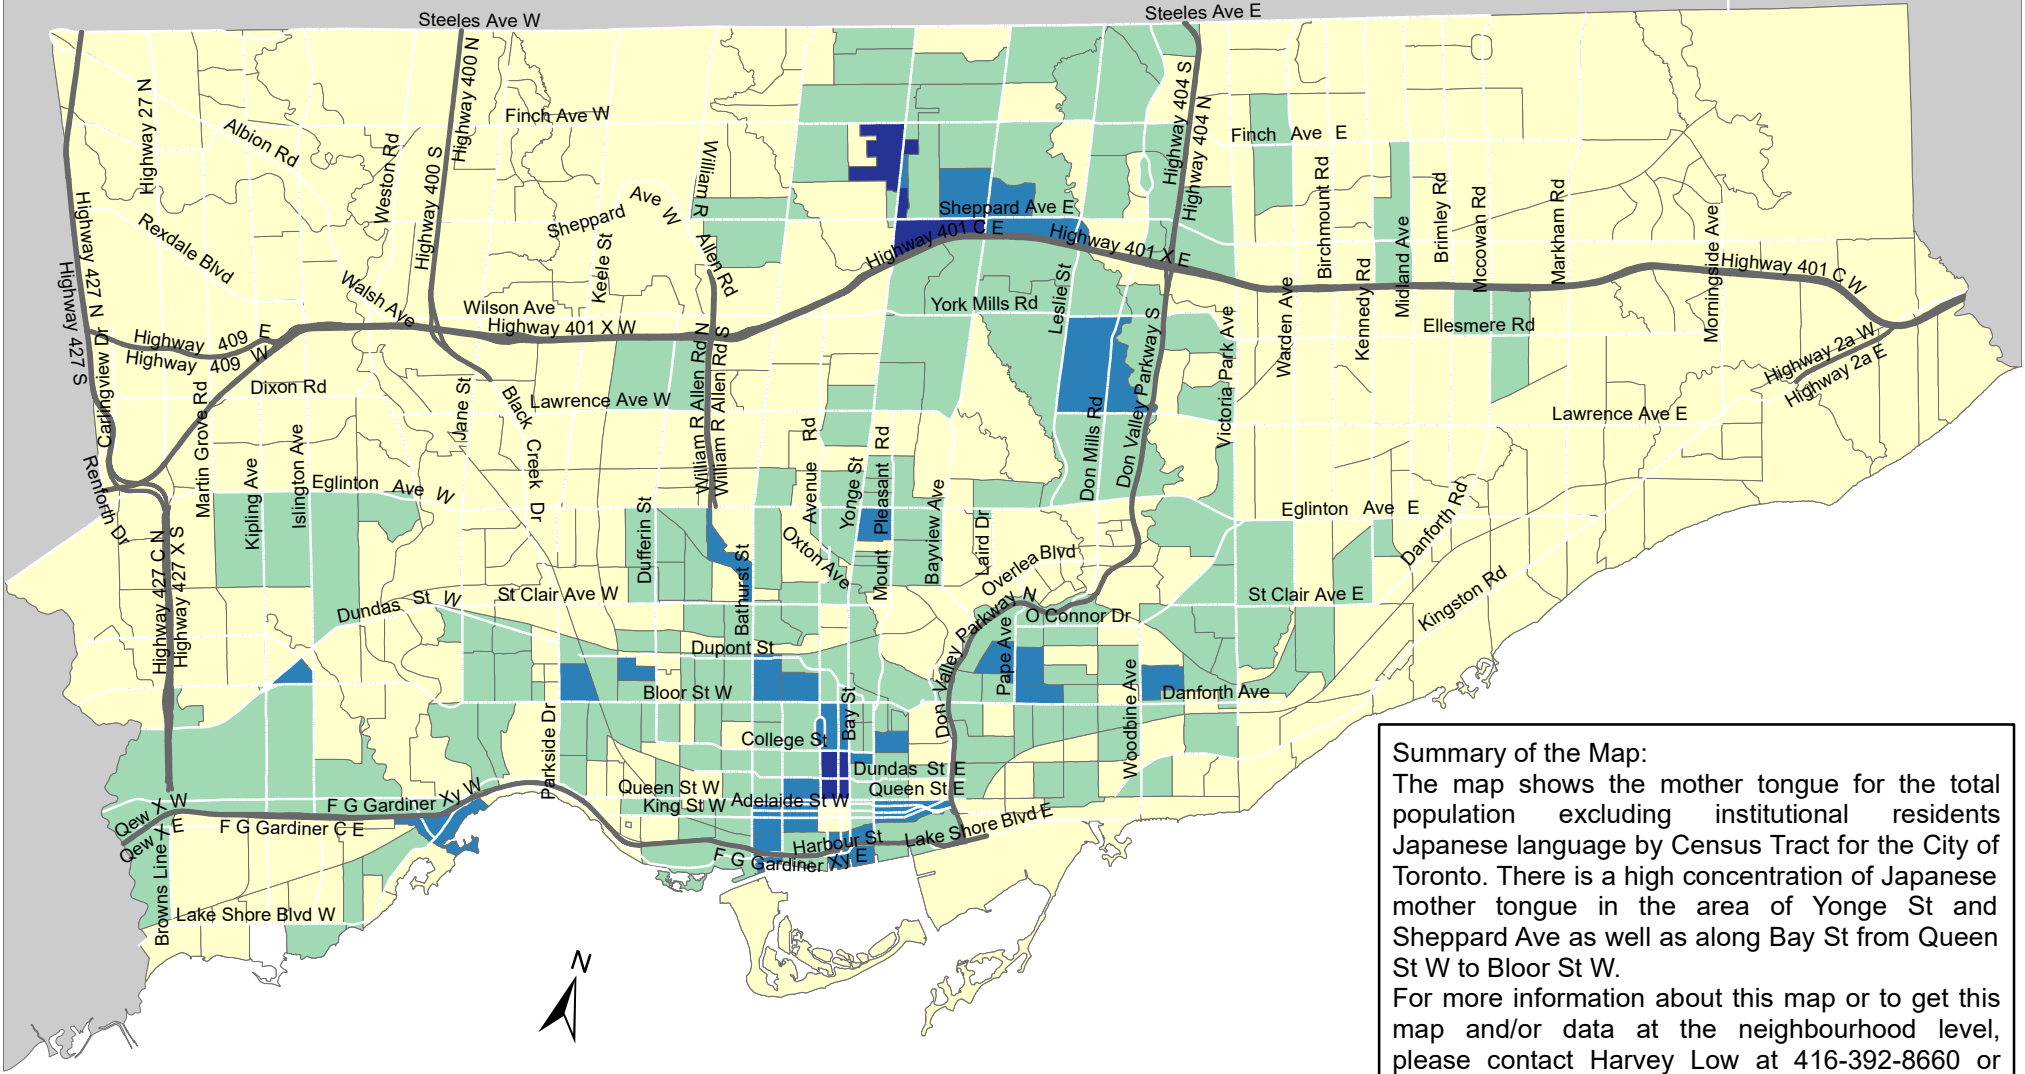 Steeles Ave W
Steeles Ave E
Highway 27 N
Albion Rd
Weston Rd
Highway 400 N
Highway 400 S
Finch Ave W
William R Allen Rd
Highway 404 S
Highway 404 N
Finch Ave E
Highway 427 N
Highway 427 S
Rexdale Blvd
Walsh Ave
Sheppard Ave W
Keele St
Sheppard Ave E
Highway 401 C E
Highway 401 X E
Leslie St
Birchmount Rd
Midland Ave
Brimley Rd
Mccowan Rd
Markham Rd
Morningside Ave
Highway 401 C W
Wilson Ave
Highway 401 X W
York Mills Rd
Ellesmere Rd
Highway 409 E
Highway 409 W
Carlingview Dr
Martin Grove Rd
Dixon Rd
Jane St
Black Creek Dr
Lawrence Ave W
William R Allen Rd N
William R Allen Rd S
Don Mills Rd
Don Valley Parkway S
Victoria Park Ave
Warden Ave
Kennedy Rd
Lawrence Ave E
Highway 2a W
Highway 2a E
Renforth Dr
Kipling Ave
Islington Ave
Eglinton Ave W
Dufferin St
Bathurst St
Avenue Rd
Oxton Ave
Yonge St
Mount Pleasant Rd
Bayview Ave
Laird Dr
Overlea Blvd
Eglinton Ave E
Danforth Rd
Kingston Rd
Highway 427 C N
Highway 427 X S
Dundas St W
St Clair Ave W
St Clair Ave E
Don Valley Parkway N
O Connor Dr
Pape Ave
Dupont St
Bloor St W
Bay St
Woodbine Ave
Danforth Ave
Parkside Dr
College St
Dundas St E
Queen St W
Queen St E
King St W
Adelaide St W
Qew X W
Qew X E
F G Gardiner Xy W
F G Gardiner C E
Harbour St
Lake Shore Blvd E
F G Gardiner Xy E
Browns Line
Lake Shore Blvd W
N
Summary of the Map:
The map shows the mother tongue for the total
population excluding institutional residents
Japanese language by Census Tract for the City of
Toronto. There is a high concentration of Japanese
mother tongue in the area of Yonge St and
Sheppard Ave as well as along Bay St from Queen
St W to Bloor St W.
For more information about this map or to get this
map and/or data at the neighbourhood level,
please contact Harvey Low at 416-392-8660 or